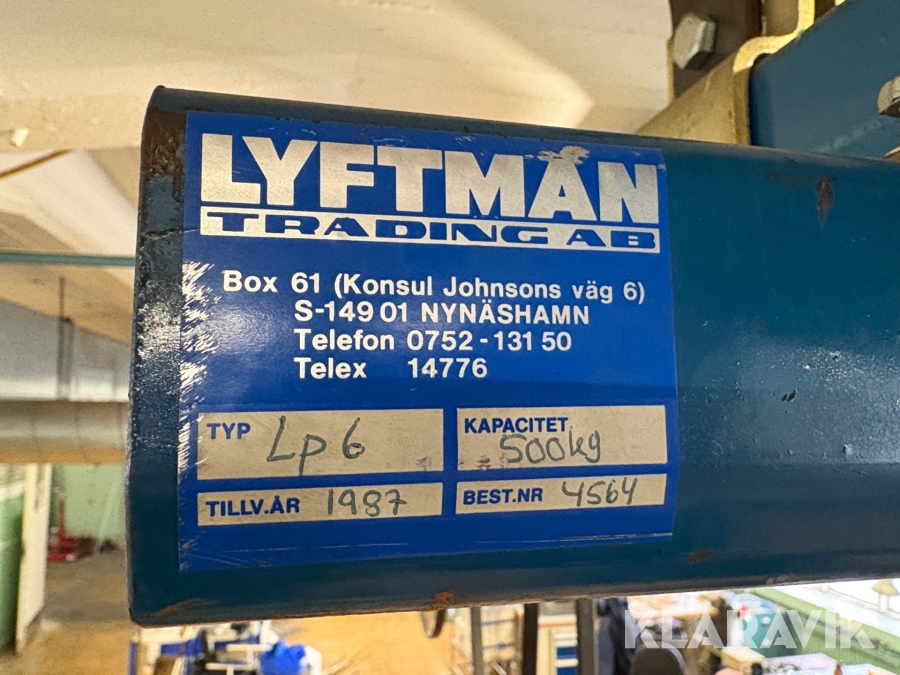 LYFTMAN
TRADING AB
Box 61 (Konsul Johnsons väg 6)
S-149 01 NYNÄSHAMN
Telefon 0752-131 50
Telex 14776
TYP Lp 6
KAPACITET 500kg
TILLV.ÅR 1987
BEST.NR 4564
KLARAVIK